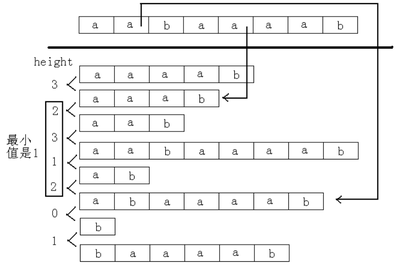 a a b a a a a b
height
a a a a b
3
a a a b
2
a a b
3
a a b a a a a b
最小
值是1
1
a b
2
a b a a a a b
0
b
1
b a a a a b